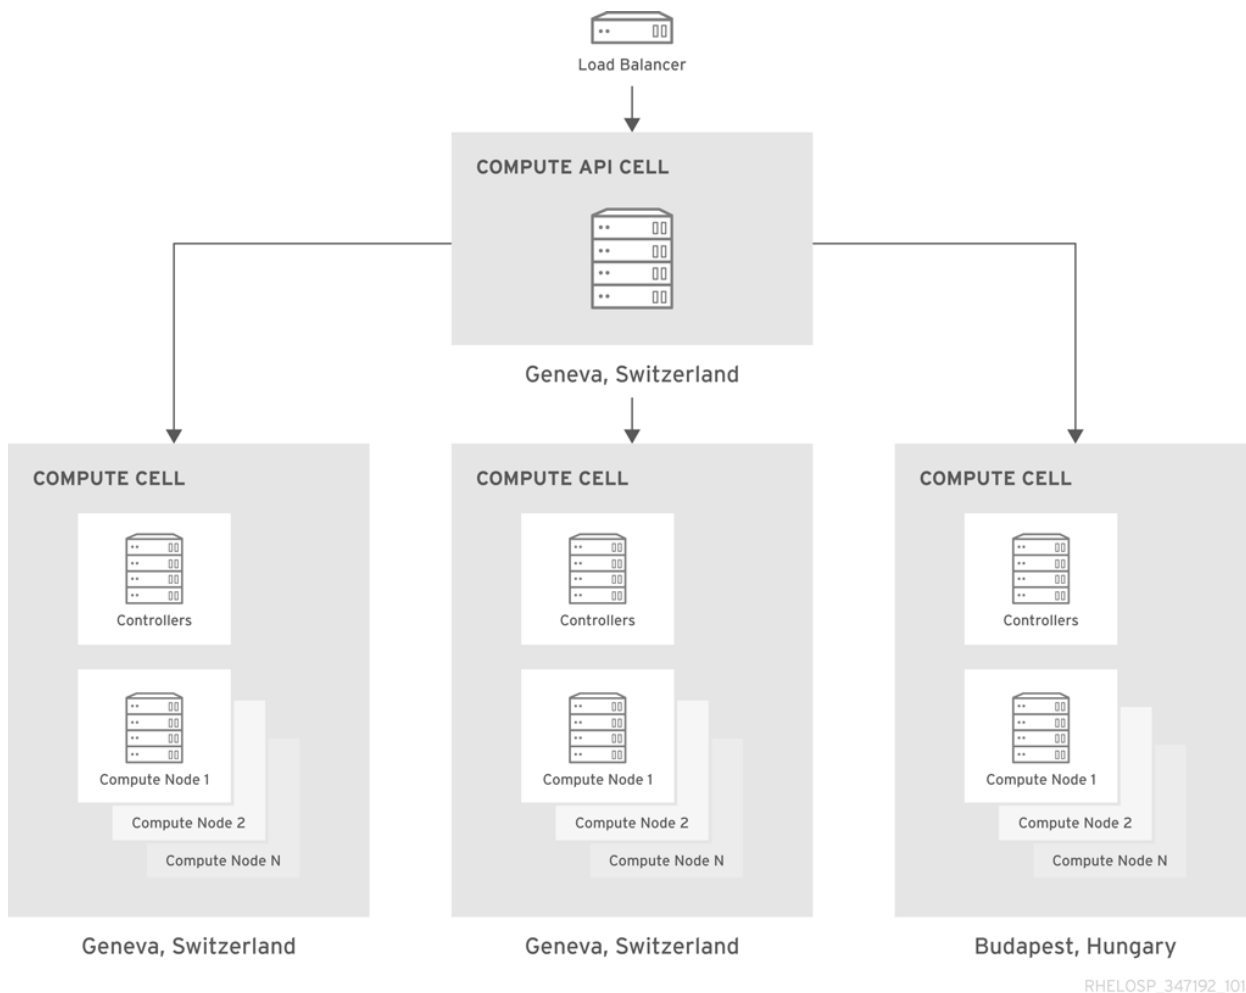 Load Balancer
COMPUTE API CELL
Geneva, Switzerland
COMPUTE CELL
Controllers
Compute Node 1
Compute Node 2
Compute Node N
Geneva, Switzerland
COMPUTE CELL
Controllers
Compute Node 1
Compute Node 2
Compute Node N
Geneva, Switzerland
COMPUTE CELL
Controllers
Compute Node 1
Compute Node 2
Compute Node N
Budapest, Hungary
RHELOSP_347192_101